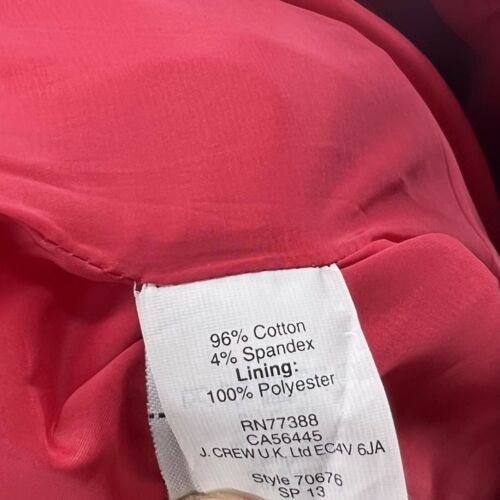 96% Cotton
4% Spandex
Lining:
100% Polyester
RN77388
CA56445
J. CREW U.K. Ltd EC4V 6JA
Style 70676
SP 13